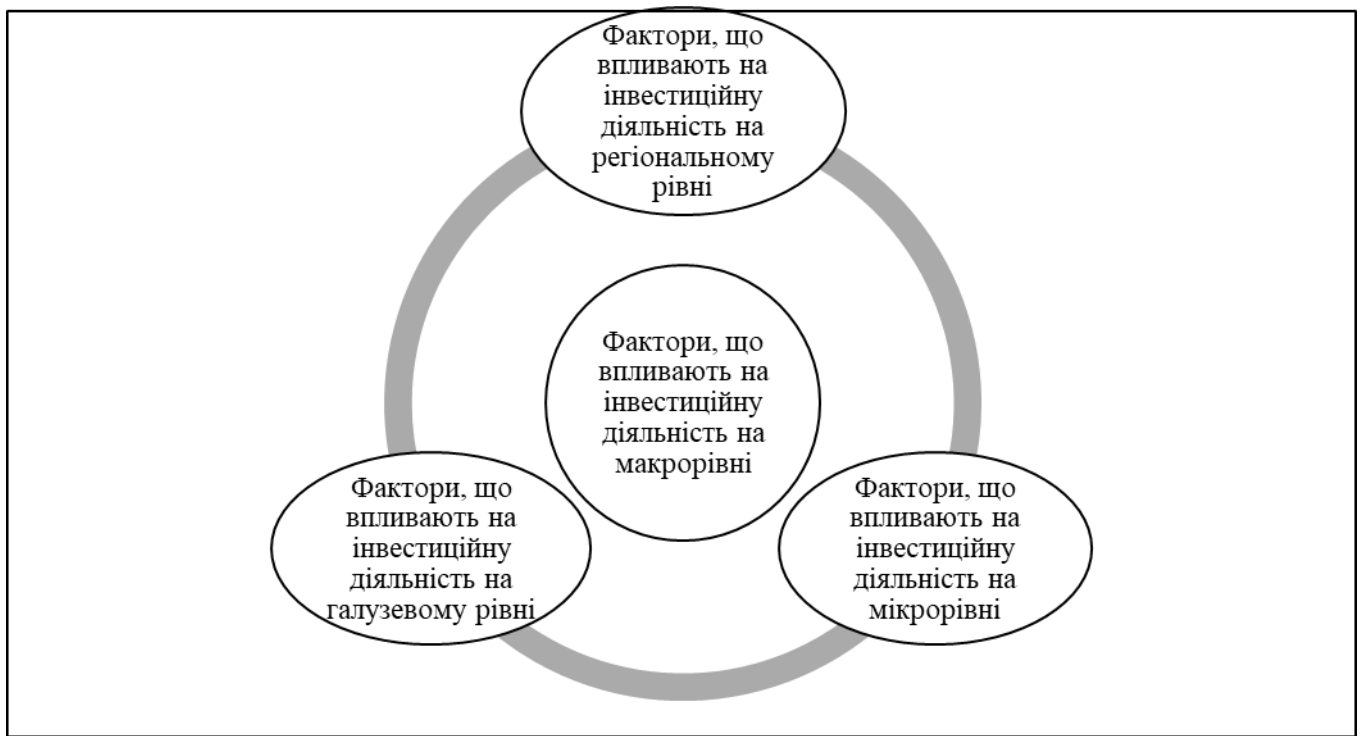 Фактори, що
впливають на
інвестиційну
діяльність на
регіональному
рівні
Фактори, що
впливають на
інвестиційну
діяльність на
макрорівні
Фактори, що
впливають на
інвестиційну
діяльність на
галузевому рівні
Фактори, що
впливають на
інвестиційну
діяльність на
мікрорівні